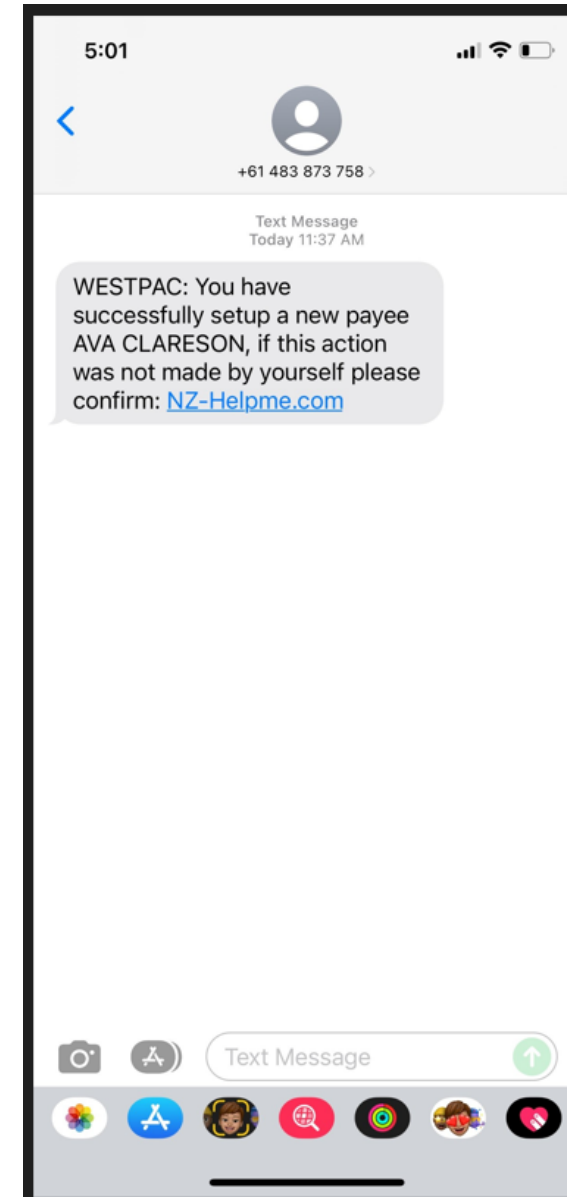 5:01
+61 483 873 758
Text Message
Today 11:37 AM
WESTPAC: You have
successfully setup a new payee
AVA CLARESON, if this action
was not made by yourself please
confirm: NZ-Helpme.com
Text Message